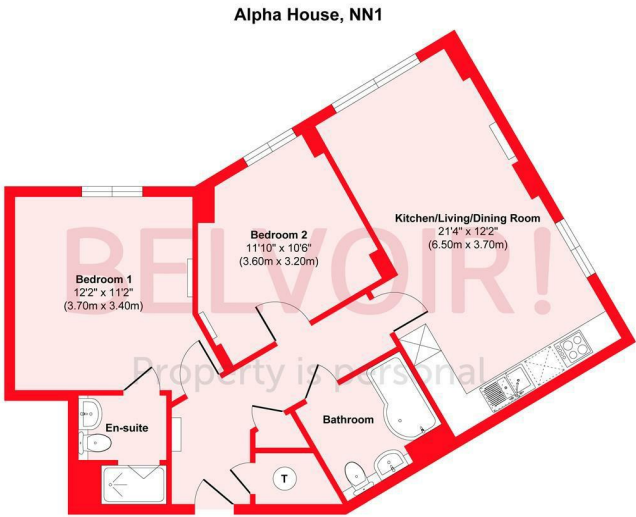 Alpha House, NN1
Kitchen/Living/Dining Room
21'4" x 12'2"
(6.50m x 3.70m)
Bedroom 2
11'10" x 10'6"
(3.60m x 3.20m)
Bedroom 1
12'2" x 11'2"
(3.70m x 3.40m)
BELVOIR!
Property is personal
En-suite
Bathroom
T